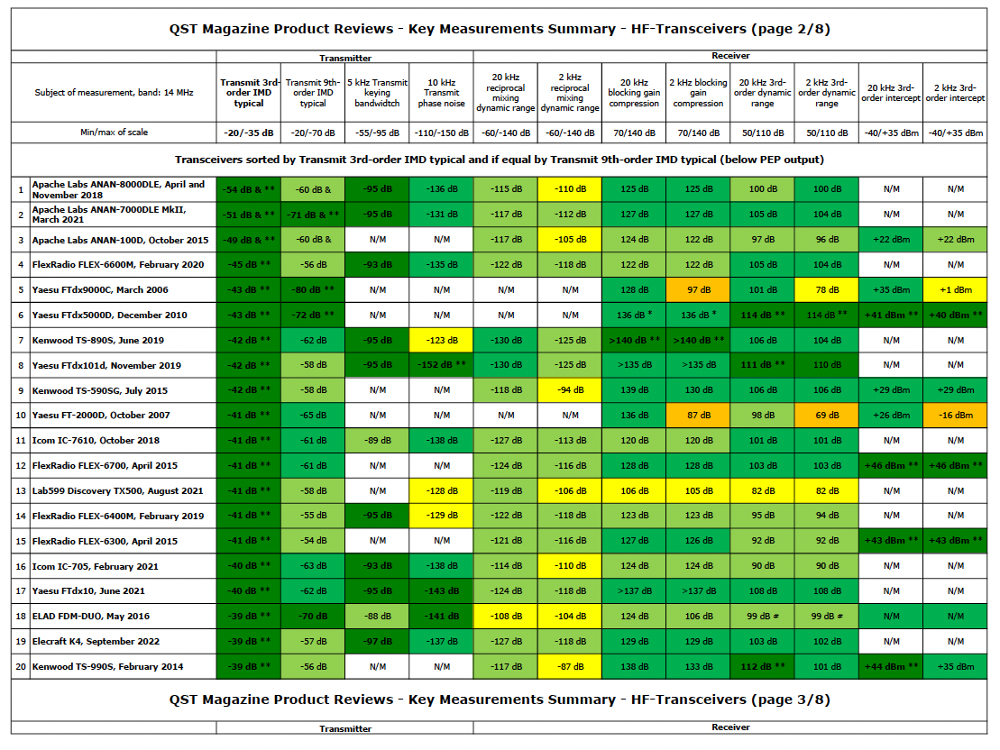 QST Magazine Product Reviews - Key Measurements Summary - HF-Transceivers (page 2/8)
Transmitter Receiver
Subject of measurement, band: 14 MHz Transmit 3rd-order IMD typical Transmit 9th-order IMD typical 5 kHz Transmit keying bandwidtch 10 kHz Transmit phase noise 20 kHz reciprocal mixing dynamic range 2 kHz reciprocal mixing dynamic range 20 kHz blocking gain compression 2 kHz blocking gain compression 20 kHz 3rd-order dynamic range 2 kHz 3rd-order dynamic range 20 kHz 3rd-order intercept 2 kHz 3rd-order intercept
Min/max of scale -20/-35 dB -20/-70 dB -55/-95 dB -110/-150 dB -60/-140 dB -60/-140 dB 70/140 dB 70/140 dB 50/110 dB 50/110 dB -40/+35 dBm -40/+35 dBm
Transceivers sorted by Transmit 3rd-order IMD typical and if equal by Transmit 9th-order IMD typical (below PEP output)
1 Apache Labs ANAN-8000DLE, April and November 2018 -54 dB & ** -60 dB & -95 dB -136 dB -115 dB -110 dB 125 dB 125 dB 100 dB 100 dB N/M N/M
2 Apache Labs ANAN-7000DLE MkII, March 2021 -51 dB & ** -71 dB & ** -95 dB -131 dB -117 dB -112 dB 127 dB 127 dB 105 dB 104 dB N/M N/M
3 Apache Labs ANAN-100D, October 2015 -49 dB & ** -60 dB & N/M N/M -117 dB -105 dB 124 dB 122 dB 97 dB 96 dB +22 dBm +22 dBm
4 FlexRadio FLEX-6600M, February 2020 -45 dB ** -56 dB -93 dB -135 dB -122 dB -118 dB 122 dB 122 dB 105 dB 104 dB N/M N/M
5 Yaesu FTdx9000C, March 2006 -43 dB ** -80 dB ** N/M N/M N/M N/M 128 dB 97 dB 101 dB 78 dB +35 dBm +1 dBm
6 Yaesu FTdx5000D, December 2010 -43 dB ** -72 dB ** N/M N/M N/M N/M 136 dB * 136 dB * 114 dB ** 114 dB ** +41 dBm ** +40 dBm **
7 Kenwood TS-890S, June 2019 -42 dB ** -62 dB -95 dB -123 dB -130 dB -125 dB >140 dB ** >140 dB ** 106 dB 104 dB N/M N/M
8 Yaesu FTdx101d, November 2019 -42 dB ** -58 dB -95 dB -152 dB ** -130 dB -125 dB >135 dB >135 dB 111 dB ** 110 dB N/M N/M
9 Kenwood TS-590SG, July 2015 -42 dB ** -58 dB N/M N/M -118 dB -94 dB 139 dB 130 dB 106 dB 106 dB +29 dBm +29 dBm
10 Yaesu FT-2000D, October 2007 -41 dB ** -65 dB N/M N/M N/M N/M 136 dB 87 dB 98 dB 69 dB +26 dBm -16 dBm
11 Icom IC-7610, October 2018 -41 dB ** -61 dB -89 dB -138 dB -127 dB -113 dB 120 dB 120 dB 101 dB 101 dB N/M N/M
12 FlexRadio FLEX-6700, April 2015 -41 dB ** -61 dB N/M N/M -124 dB -116 dB 128 dB 128 dB 103 dB 103 dB +46 dBm ** +46 dBm **
13 Lab599 Discovery TX500, August 2021 -41 dB ** -58 dB N/M -128 dB -119 dB -106 dB 106 dB 105 dB 82 dB 82 dB N/M N/M
14 FlexRadio FLEX-6400M, February 2019 -41 dB ** -55 dB -95 dB -129 dB -122 dB -118 dB 123 dB 123 dB 95 dB 94 dB N/M N/M
15 FlexRadio FLEX-6300, April 2015 -41 dB ** -54 dB N/M N/M -121 dB -116 dB 127 dB 126 dB 92 dB 92 dB +43 dBm ** +43 dBm **
16 Icom IC-705, February 2021 -40 dB ** -63 dB -93 dB -138 dB -114 dB -110 dB 124 dB 124 dB 90 dB 90 dB N/M N/M
17 Yaesu FTdx10, June 2021 -40 dB ** -62 dB -95 dB -143 dB -124 dB -118 dB >137 dB >137 dB 108 dB 108 dB N/M N/M
18 ELAD FDM-DUO, May 2016 -39 dB ** -70 dB -88 dB -141 dB -108 dB -104 dB 124 dB 106 dB 99 dB ≠ 99 dB ≠ N/M N/M
19 Elecraft K4, September 2022 -39 dB ** -57 dB -97 dB -137 dB -127 dB -118 dB 129 dB 129 dB 103 dB 102 dB N/M N/M
20 Kenwood TS-990S, February 2014 -39 dB ** -56 dB N/M N/M -117 dB -87 dB 138 dB 133 dB 112 dB ** 101 dB +44 dBm ** +35 dBm
QST Magazine Product Reviews - Key Measurements Summary - HF-Transceivers (page 3/8)
Transmitter Receiver